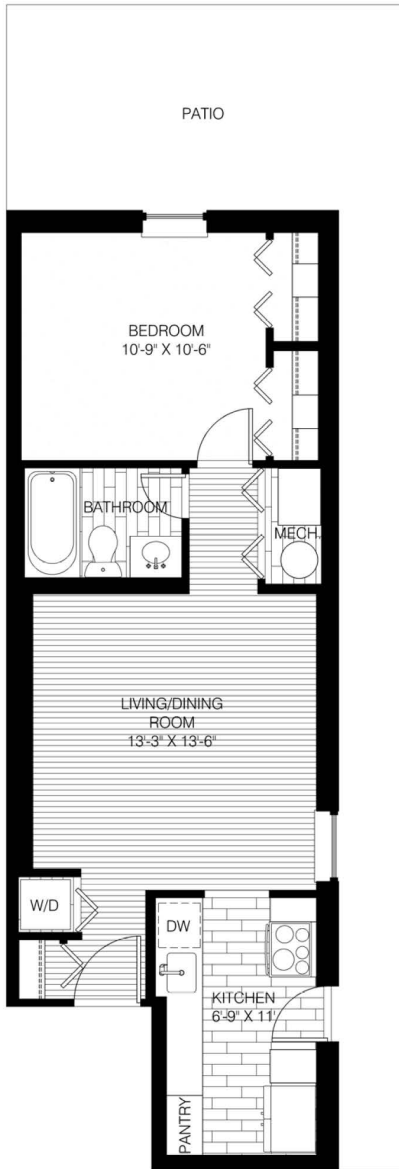 PATIO
BEDROOM
10'-9" X 10'-6"
BATHROOM
MECH.
LIVING/DINING
ROOM
13'-3" X 13'-6"
W/D
DW
KITCHEN
6'-9" X 11'
PANTRY